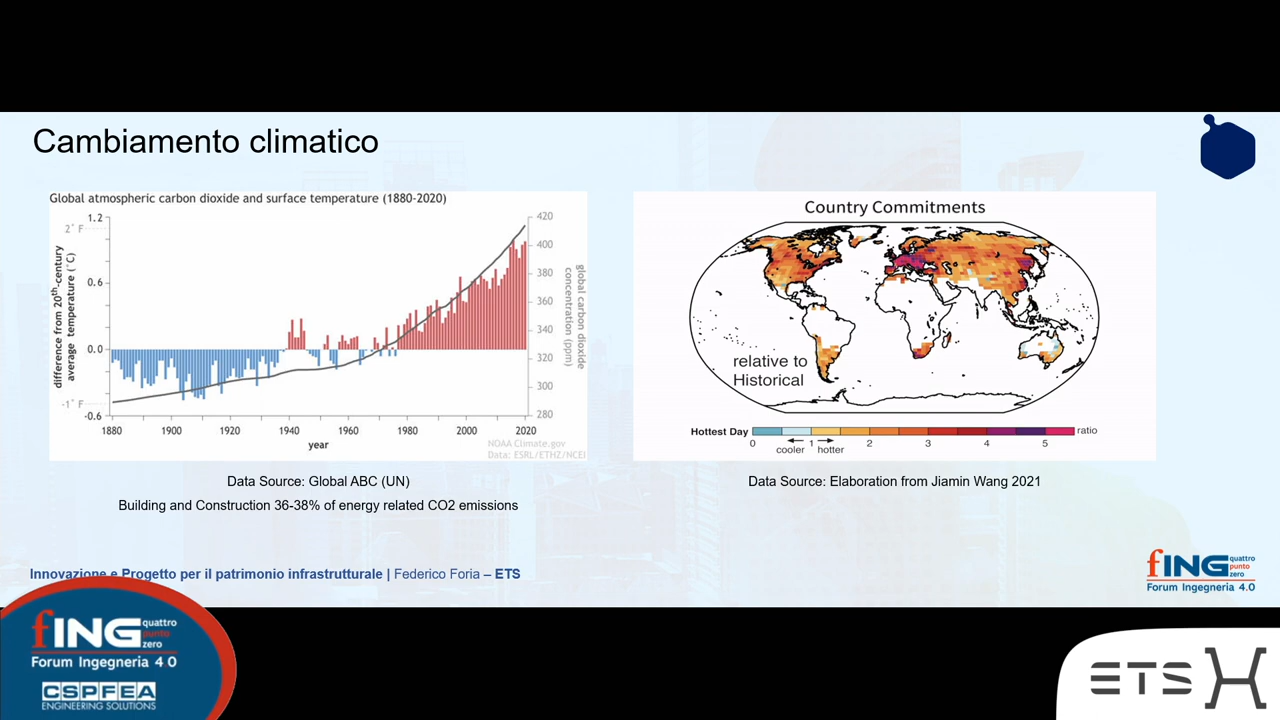 Cambiamento climatico
Global atmospheric carbon dioxide and surface temperature (1880-2020)
difference from 20th-century
average temperature (˚C)
1.2
2˚ F
0.6
0.0
-1˚ F
-0.6
420
400
380
360
340
320
300
280
global carbon dioxide
concentration (ppm)
1880 1900 1920 1940 1960 1980 2000 2020
year
NOAA Climate.gov
Data: ESRL/ETHZ/NCEI
Data Source: Global ABC (UN)
Building and Construction 36-38% of energy related CO2 emissions
Country Commitments
relative to
Historical
Hottest Day
0 1 2 3 4 5
ratio
cooler hotter
Data Source: Elaboration from Jiamin Wang 2021
Innovazione e Progetto per il patrimonio infrastrutturale | Federico Foria – ETS
fING quattro
punto
zero
Forum Ingegneria 4.0
fING quattro
punto
zero
Forum Ingegneria 4 0
CSPFEA
ENGINEERING SOLUTIONS
ETS